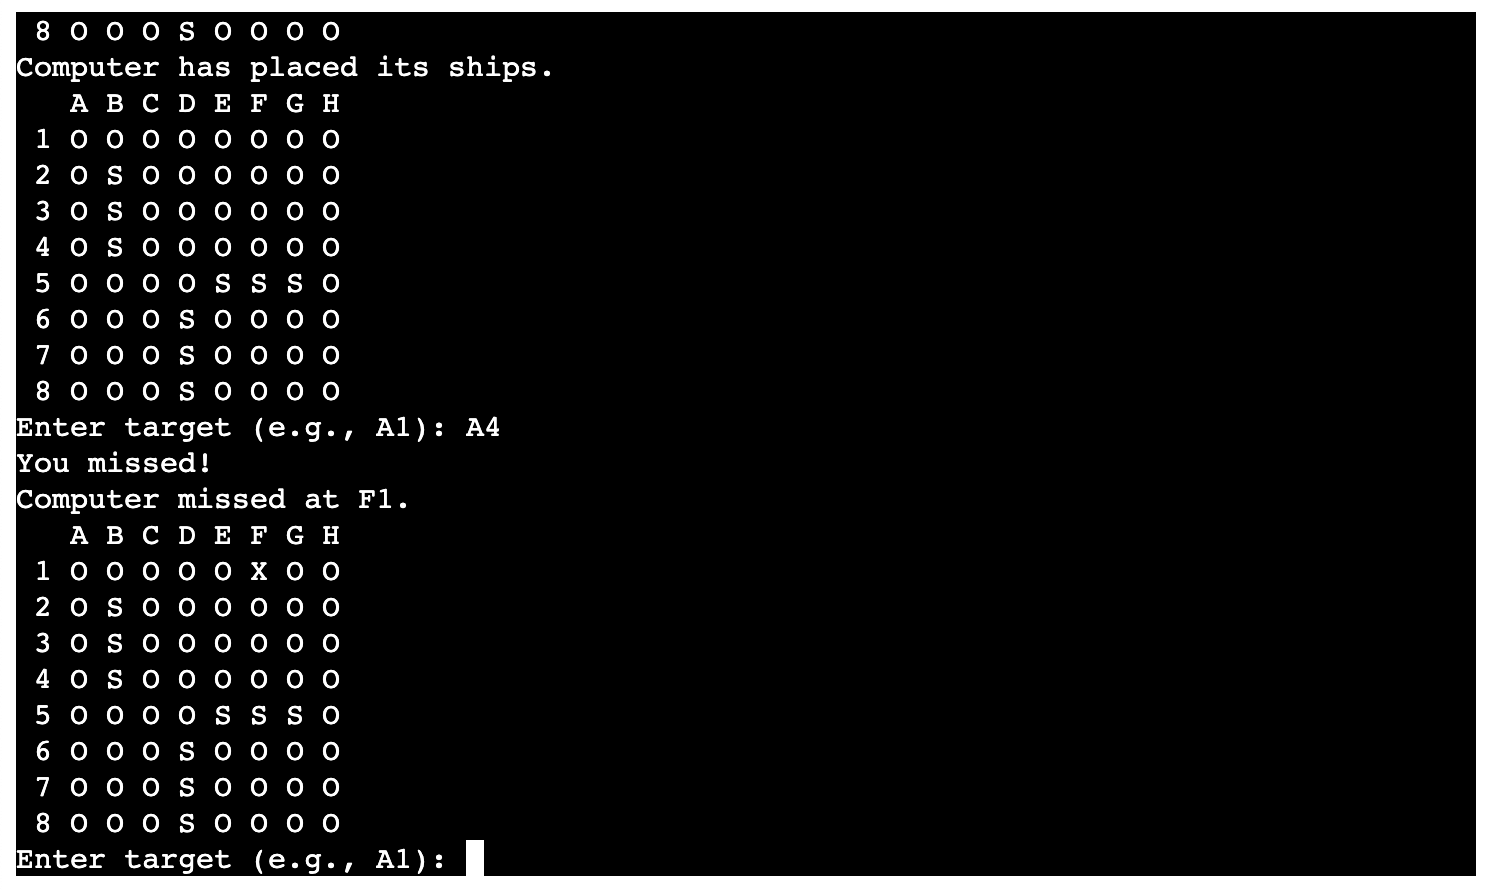 8 O O O S O O O O
Computer has placed its ships.
A B C D E F G H
1 O O O O O O O O
2 O S O O O O O O
3 O S O O O O O O
4 O S O O O O O O
5 O O O O S S S O
6 O O O S O O O O
7 O O O S O O O O
8 O O O S O O O O
Enter target (e.g., A1): A4
You missed!
Computer missed at F1.
A B C D E F G H
1 O O O O O X O O
2 O S O O O O O O
3 O S O O O O O O
4 O S O O O O O O
5 O O O O S S S O
6 O O O S O O O O
7 O O O S O O O O
8 O O O S O O O O
Enter target (e.g., A1):